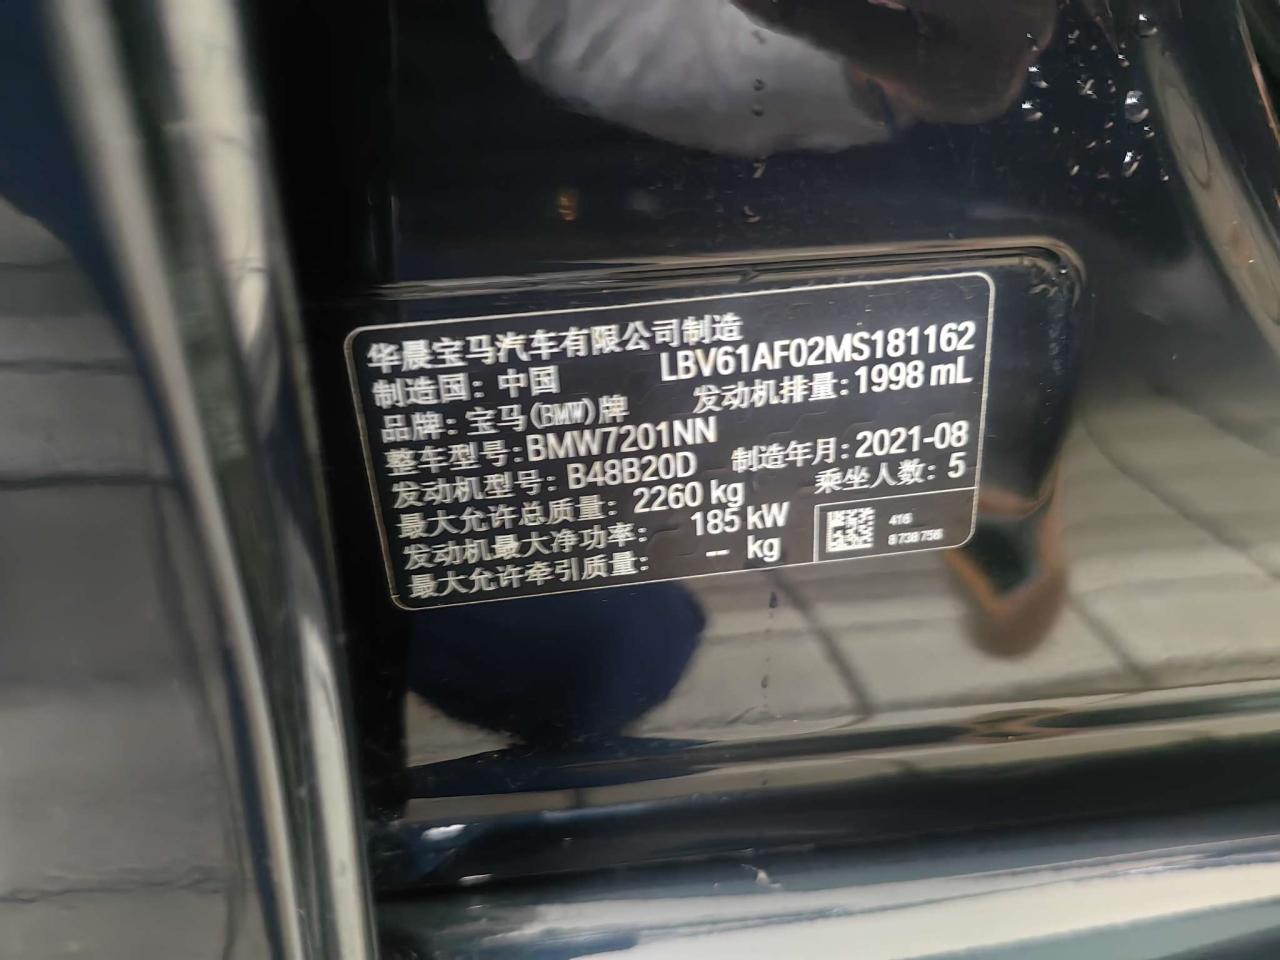 华晨宝马汽车有限公司制造
LBV61AF02MS181162
制造国：中国
发动机排量：1998 mL
品牌：宝马(BMW)牌
整车型号：BMW7201NN
制造年月：2021-08
发动机型号：B48B20D
乘坐人数：5
最大允许总质量：2260 kg
发动机最大净功率：185 kW
最大允许牵引质量：-- kg
416
8 738 756